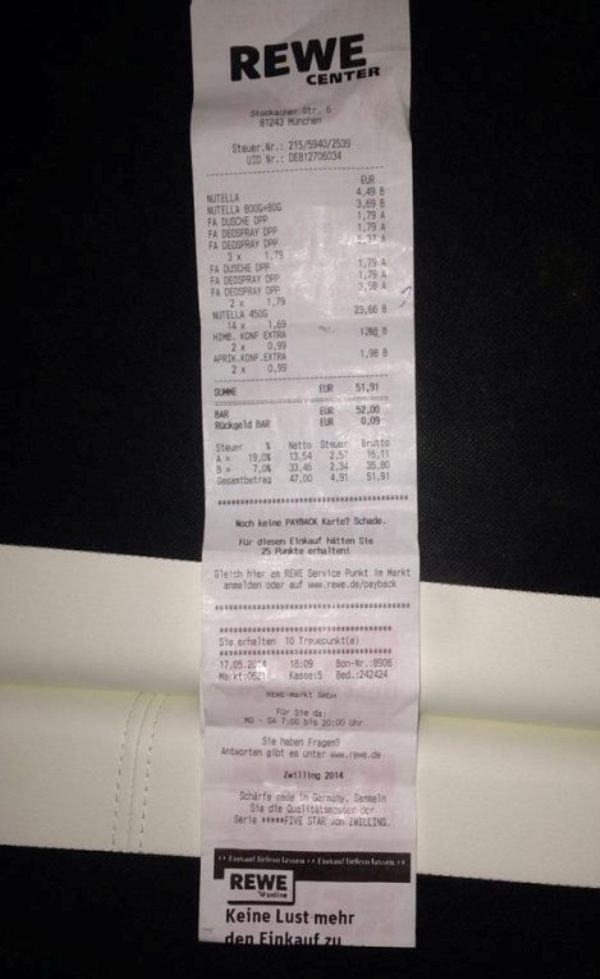 REWE
CENTER
Stockacher Str. 6
81243 München
Steuer.Nr.: 215/5940/2539
UID Nr.: DE812706034
EUR
NUTELLA 4,49 B
NUTELLA 800G+80G 3,69 B
FA DUSCHE DPP 1,79 A
FA DEOSPRAY DPP 1,79 A
FA DEOSPRAY DPP 5,37 A
3 x 1,79
FA DUSCHE DPP 1,79 A
FA DEOSPRAY DPP 1,79 A
FA DEOSPRAY DPP 3,58 A
2 x 1,79
NUTELLA 450G 23,66 B
14 x 1,69
HIMB. KONF EXTRA B
2 x 0,99
APRIK.KONF.EXTRA 1,98 B
2 x 0,99
SUMME EUR 51,91
BAR EUR 52,00
Rückgeld BAR EUR 0,09
Steuer % Netto Steuer Brutto
A = 19,0% 13,54 2,57 16,11
B = 7,0% 33,46 2,34 35,80
Gesamtbetrag 47,00 4,91 51,91
Noch keine PAYBACK Karte? Schade.
Für diesen Einkauf hätten Sie
25 Punkte erhalten!
Gleich hier am REWE Service Punkt im Markt
anmelden oder auf www.rewe.de/payback
Sie erhalten 10 Treuepunkt(e)
17.05.2014 18:09 Bon-Nr.:8906
Markt:0621 Kasse:5 Bed.:242424
REWE-Markt GmbH
Für Sie da:
MO - SA 7:00 bis 20:00 Uhr
Sie haben Fragen?
Antworten gibt es unter www.rewe.de
Zwilling 2014
Schärfe made in Germany. Sammeln
Sie die Qualitätsmesser der
Serie *****FIVE STAR von ZWILLING.
** Einkauf liefern lassen ** Einkauf liefern lassen **
REWE
online
Keine Lust mehr
den Einkauf zu